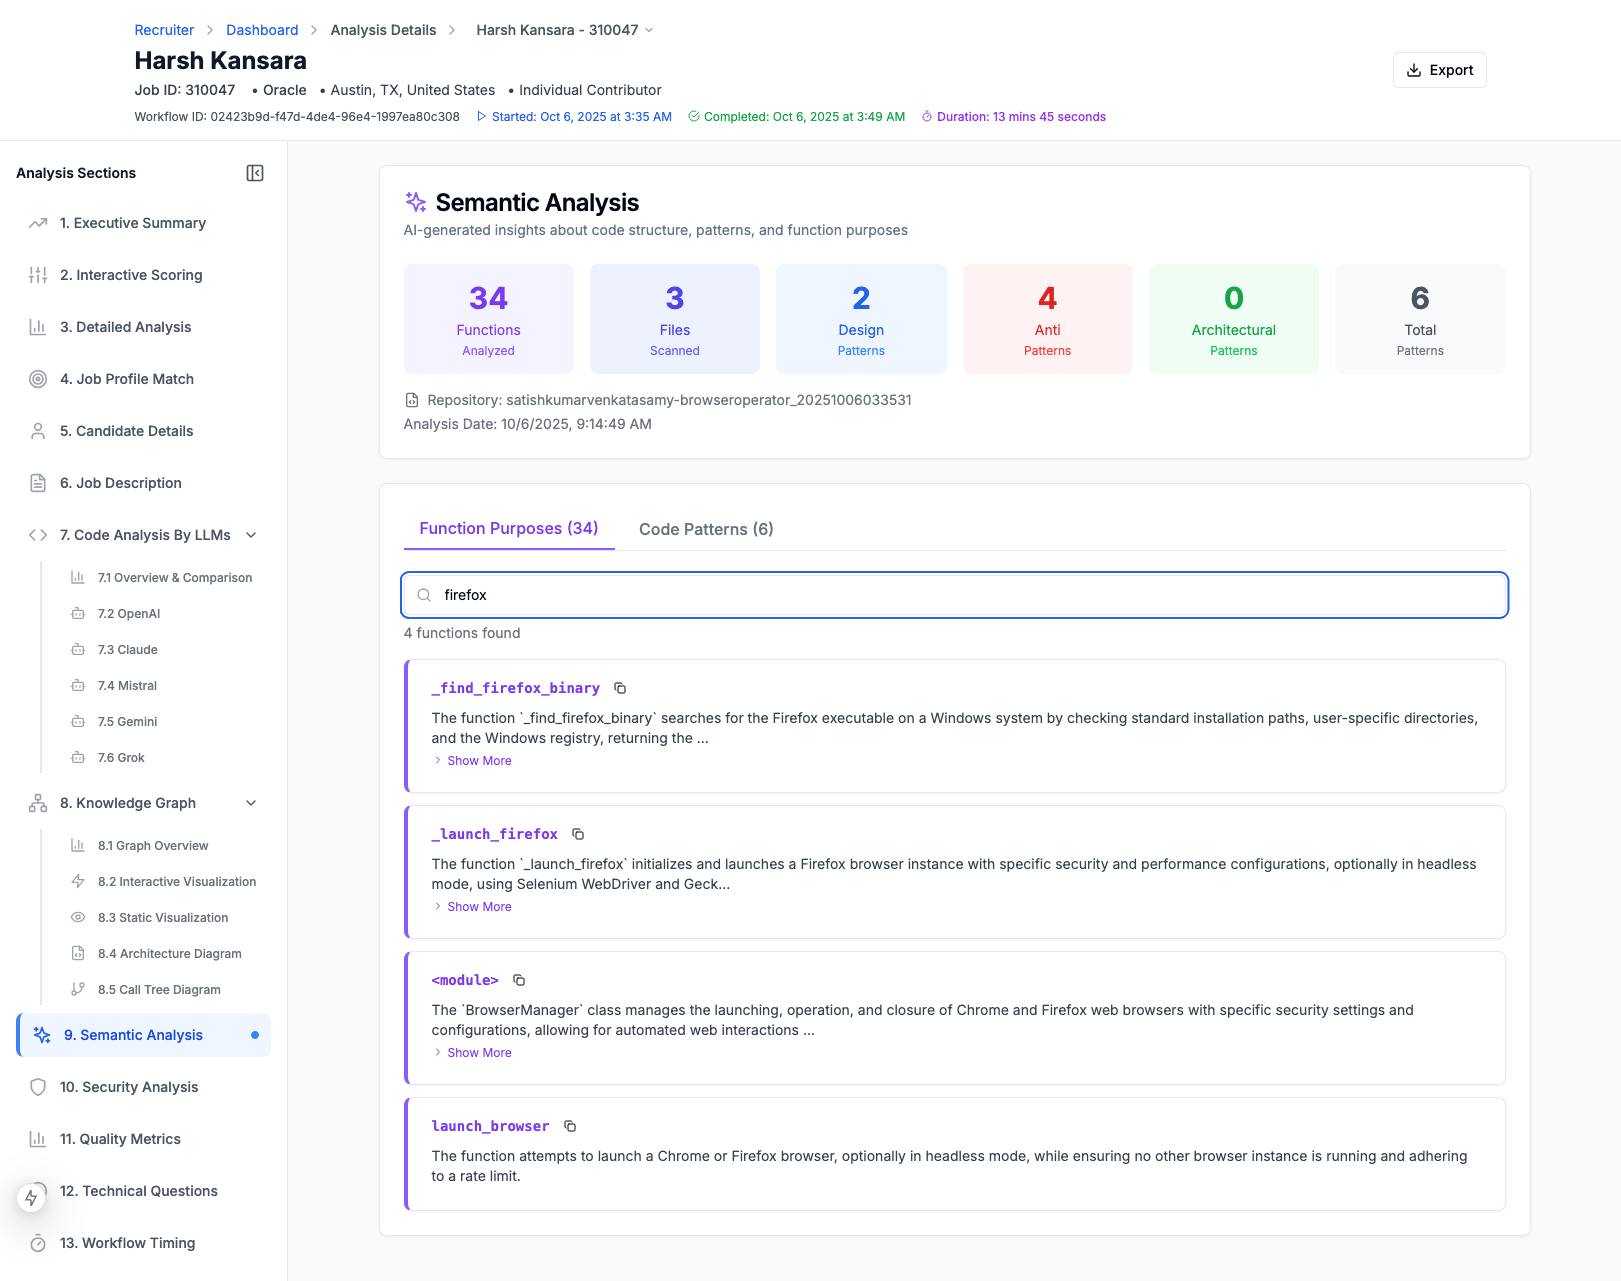 Recruiter > Dashboard > Analysis Details > Harsh Kansara - 310047
Harsh Kansara
Job ID: 310047 • Oracle • Austin, TX, United States • Individual Contributor
Workflow ID: 02423b9d-f47d-4de4-96e4-1997ea80c308 Started: Oct 6, 2025 at 3:35 AM Completed: Oct 6, 2025 at 3:49 AM Duration: 13 mins 45 seconds
Export
Analysis Sections
1. Executive Summary
2. Interactive Scoring
3. Detailed Analysis
4. Job Profile Match
5. Candidate Details
6. Job Description
7. Code Analysis By LLMs
7.1 Overview & Comparison
7.2 OpenAI
7.3 Claude
7.4 Mistral
7.5 Gemini
7.6 Grok
8. Knowledge Graph
8.1 Graph Overview
8.2 Interactive Visualization
8.3 Static Visualization
8.4 Architecture Diagram
8.5 Call Tree Diagram
9. Semantic Analysis
10. Security Analysis
11. Quality Metrics
12. Technical Questions
13. Workflow Timing
Semantic Analysis
AI-generated insights about code structure, patterns, and function purposes
34
Functions
Analyzed
3
Files
Scanned
2
Design
Patterns
4
Anti
Patterns
0
Architectural
Patterns
6
Total
Patterns
Repository: satishkumarvenkatasamy-browseroperator_20251006033531
Analysis Date: 10/6/2025, 9:14:49 AM
Function Purposes (34)
Code Patterns (6)
firefox
4 functions found
_find_firefox_binary
The function `_find_firefox_binary` searches for the Firefox executable on a Windows system by checking standard installation paths, user-specific directories,
and the Windows registry, returning the ...
Show More
_launch_firefox
The function `_launch_firefox` initializes and launches a Firefox browser instance with specific security and performance configurations, optionally in headless
mode, using Selenium WebDriver and Geck...
Show More
<module>
The `BrowserManager` class manages the launching, operation, and closure of Chrome and Firefox web browsers with specific security settings and
configurations, allowing for automated web interactions ...
Show More
launch_browser
The function attempts to launch a Chrome or Firefox browser, optionally in headless mode, while ensuring no other browser instance is running and adhering
to a rate limit.